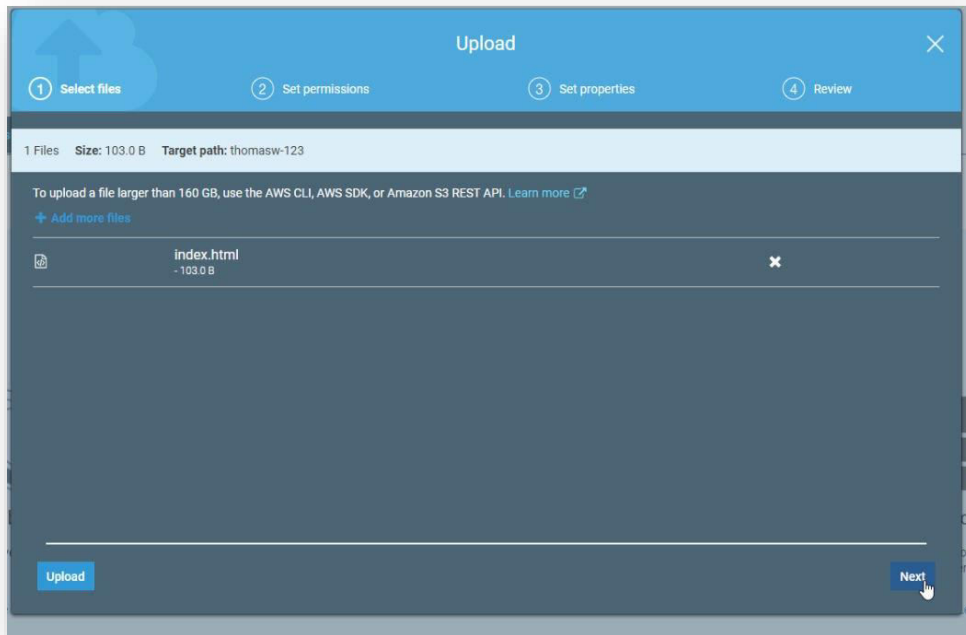 Upload
1 Select files 2 Set permissions 3 Set properties 4 Review
1 Files Size: 103.0 B Target path: thomasw-123
To upload a file larger than 160 GB, use the AWS CLI, AWS SDK, or Amazon S3 REST API. Learn more
+ Add more files
index.html
- 103.0 B
Upload Next